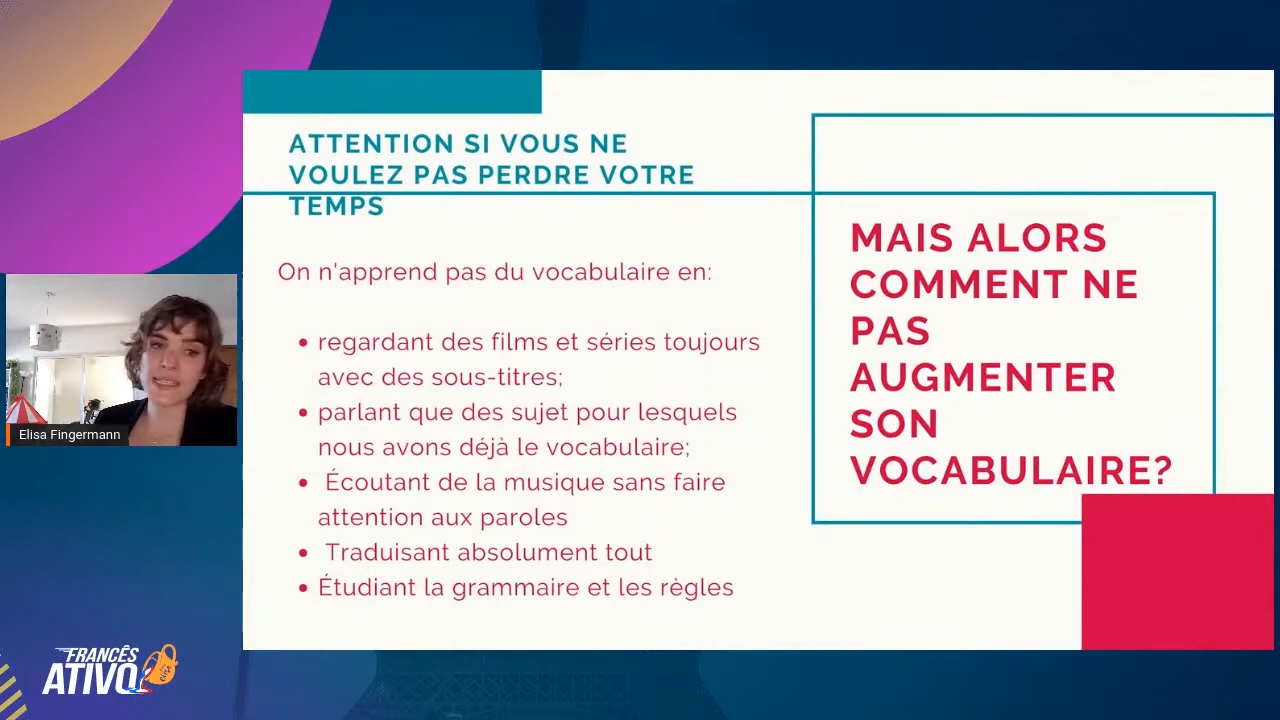 ATTENTION SI VOUS NE
VOULEZ PAS PERDRE VOTRE
TEMPS
On n'apprend pas du vocabulaire en:
• regardant des films et séries toujours
avec des sous-titres;
• parlant que des sujet pour lesquels
nous avons déjà le vocabulaire;
• Écoutant de la musique sans faire
attention aux paroles
• Traduisant absolument tout
• Étudiant la grammaire et les règles
MAIS ALORS
COMMENT NE
PAS
AUGMENTER
SON
VOCABULAIRE?
Elisa Fingermann
FRANCÊS
ATIVO